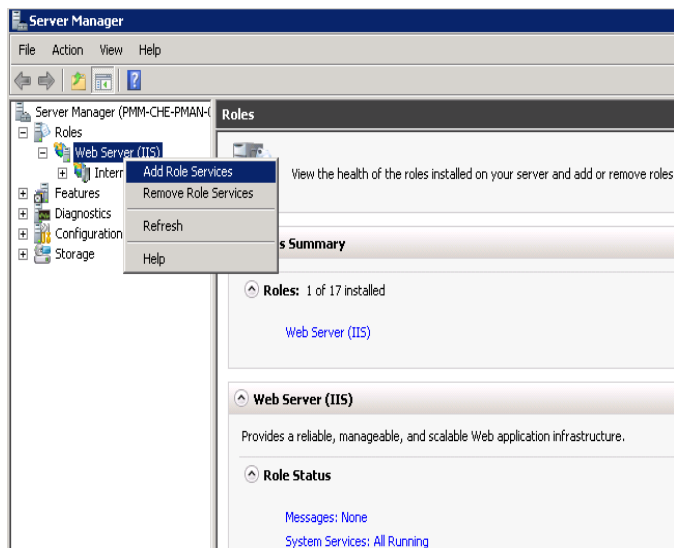 Server Manager
File Action View Help
Server Manager (PMM-CHE-PMAN-(
Roles
Web Server (IIS)
Intern
Features
Diagnostics
Configuration
Storage
Add Role Services
Remove Role Services
Refresh
Help
Roles
View the health of the roles installed on your server and add or remove roles
s Summary
Roles: 1 of 17 installed
Web Server (IIS)
Web Server (IIS)
Provides a reliable, manageable, and scalable Web application infrastructure.
Role Status
Messages: None
System Services: All Running